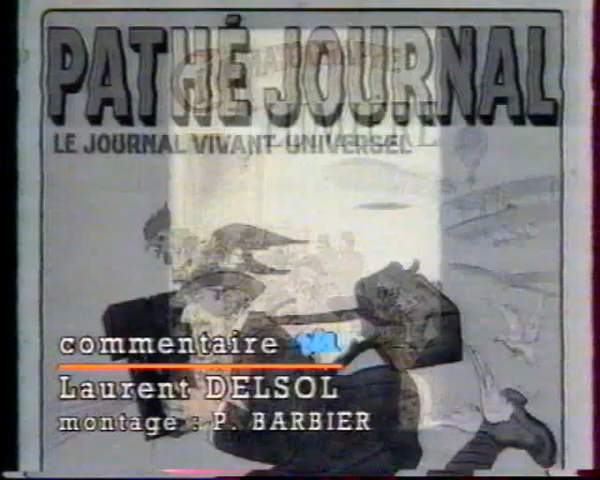 PATHÉ JOURNAL
LE JOURNAL VIVANT UNIVERSEL
commentaire
Laurent DELSOL
montage : P. BARBIER